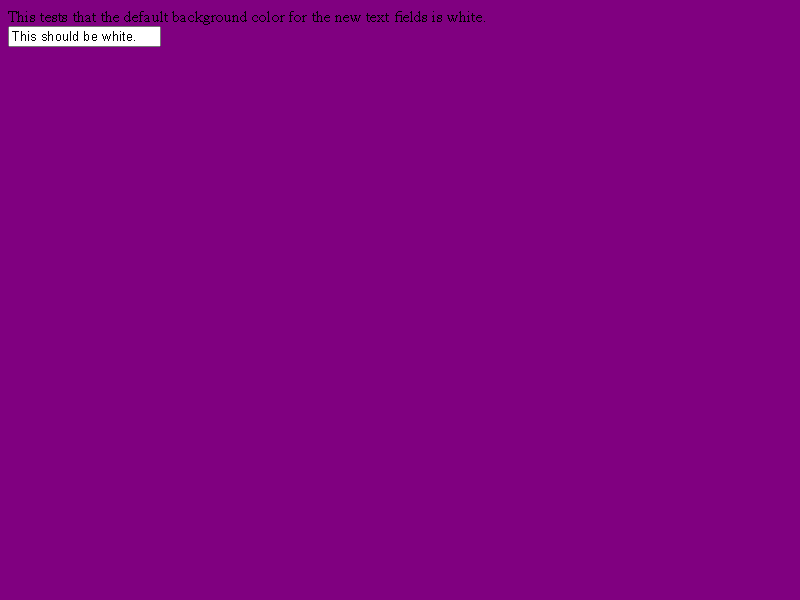 This tests that the default background color for the new text fields is white.
This should be white.